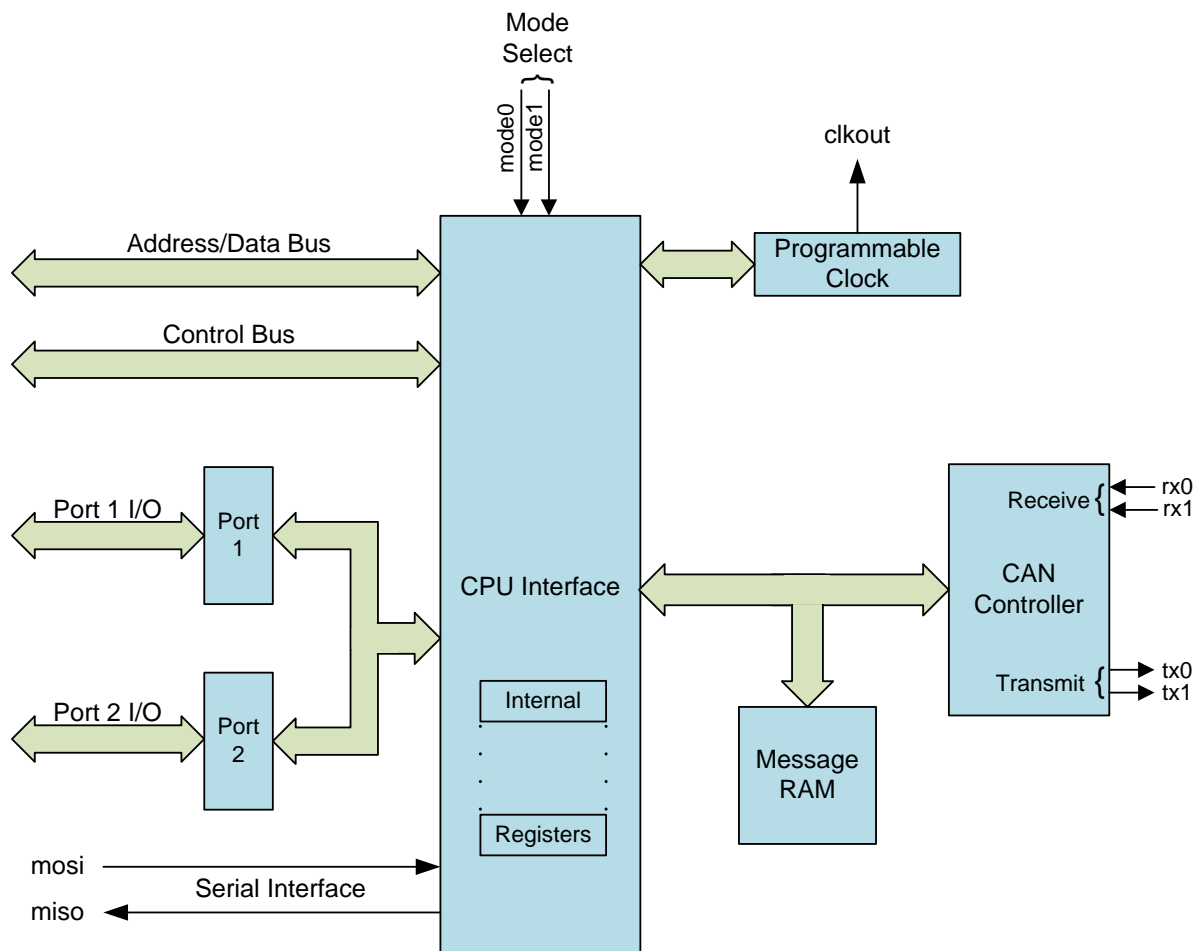 Mode
Select
mode0
mode1
clkout
Address/Data Bus
Programmable
Clock
Control Bus
Port 1 I/O
Port
1
Receive
rx0
rx1
CPU Interface
CAN
Controller
Transmit
tx0
tx1
Port 2 I/O
Port
2
Internal
Registers
Message
RAM
mosi
Serial Interface
miso